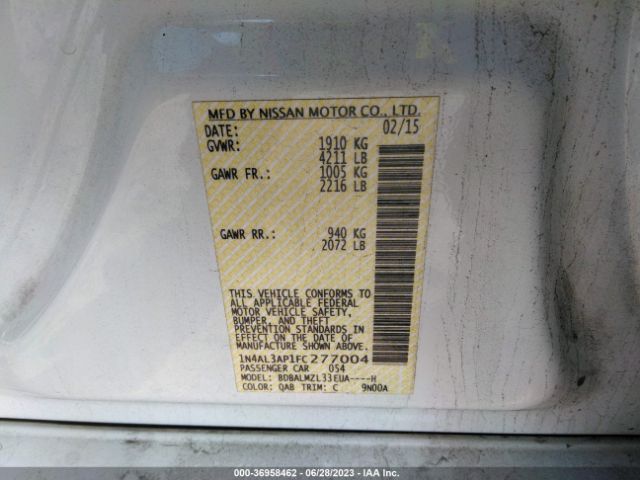 MFD BY NISSAN MOTOR CO., LTD.
DATE: 02/15
GVWR: 1910 KG
4211 LB
GAWR FR.: 1005 KG
2216 LB
GAWR RR.: 940 KG
2072 LB
THIS VEHICLE CONFORMS TO
ALL APPLICABLE FEDERAL
MOTOR VEHICLE SAFETY,
BUMPER, AND THEFT
PREVENTION STANDARDS IN
EFFECT ON THE DATE OF
MANUFACTURE SHOWN ABOVE.
1N4AL3AP1FC277004
PASSENGER CAR 054
MODEL: BDBALMZL33EUA----H
COLOR: QAB TRIM: C 9N00A
000-36958462 - 06/28/2023 - IAA Inc.